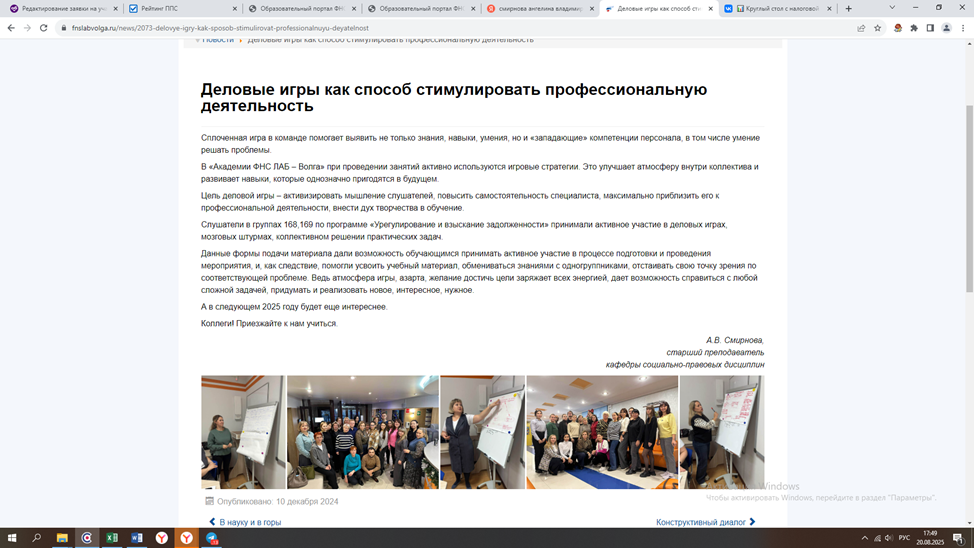 Редактирование заявки на уча
Рейтинг ППС
Образовательный портал ФНС
Образовательный портал ФНС
смирнова ангелина владимир
Деловые игры как способ сти
Круглый стол с налоговой
fnslabvolga.ru/news/2073-delovye-igry-kak-sposob-stimulirovat-professionalnuyu-deyatelnost
Новости Деловые игры как способ стимулировать профессиональную деятельность
Деловые игры как способ стимулировать профессиональную
деятельность
Сплоченная игра в команде помогает выявить не только знания, навыки, умения, но и «западающие» компетенции персонала, в том числе умение
решать проблемы.
В «Академии ФНС ЛАБ – Волга» при проведении занятий активно используются игровые стратегии. Это улучшает атмосферу внутри коллектива и
развивает навыки, которые однозначно пригодятся в будущем.
Цель деловой игры – активизировать мышление слушателей, повысить самостоятельность специалиста, максимально приблизить его к
профессиональной деятельности, внести дух творчества в обучение.
Слушатели в группах 168,169 по программе «Урегулирование и взыскание задолженности» принимали активное участие в деловых играх,
мозговых штурмах, коллективном решении практических задач.
Данные формы подачи материала дали возможность обучающимся принимать активное участие в процессе подготовки и проведения
мероприятия, и, как следствие, помогли усвоить учебный материал, обмениваться знаниями с одногруппниками, отстаивать свою точку зрения по
соответствующей проблеме. Ведь атмосфера игры, азарта, желание достичь цели заряжает всех энергией, дает возможность справиться с любой
сложной задачей, придумать и реализовать новое, интересное, нужное.
А в следующем 2025 году будет еще интереснее.
Коллеги! Приезжайте к нам учиться.
А.В. Смирнова,
старший преподаватель
кафедры социально-правовых дисциплин
Windows
Чтобы активировать Windows, перейдите в раздел "Параметры".
Опубликовано: 10 декабря 2024
В науку и в горы
Конструктивный диалог
РУС
17:49
20.08.2025